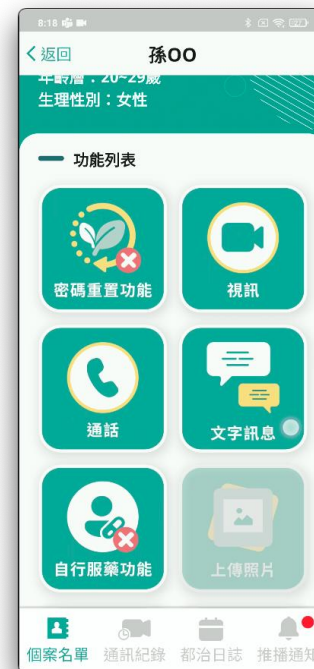 8:18
返回
孫OO
年齡層：20~29歲
生理性別：女性
功能列表
密碼重置功能
視訊
通話
文字訊息
自行服藥功能
上傳照片
個案名單
通訊紀錄
都治日誌
推播通知